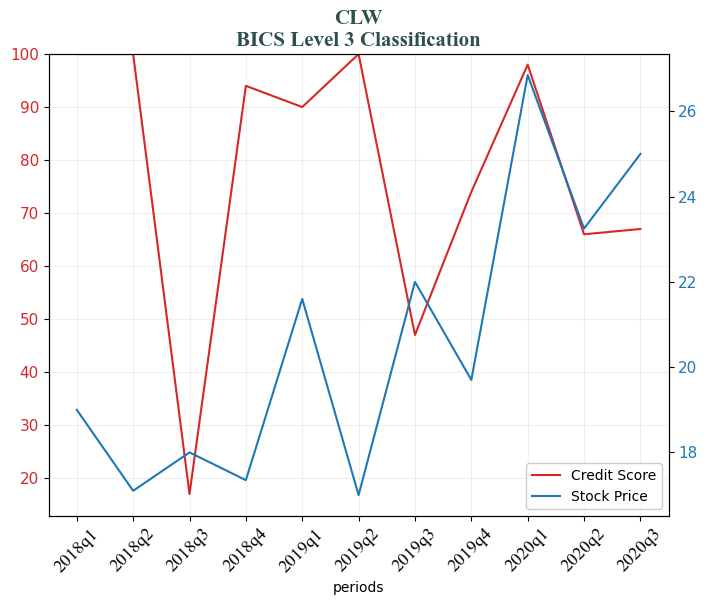 CLW
BICS Level 3 Classification
100
90
80
70
60
50
40
30
20
26
24
22
20
18
Credit Score
Stock Price
2018q1
2018q2
2018q3
2018q4
2019q1
2019q2
2019q3
2019q4
2020q1
2020q2
2020q3
periods